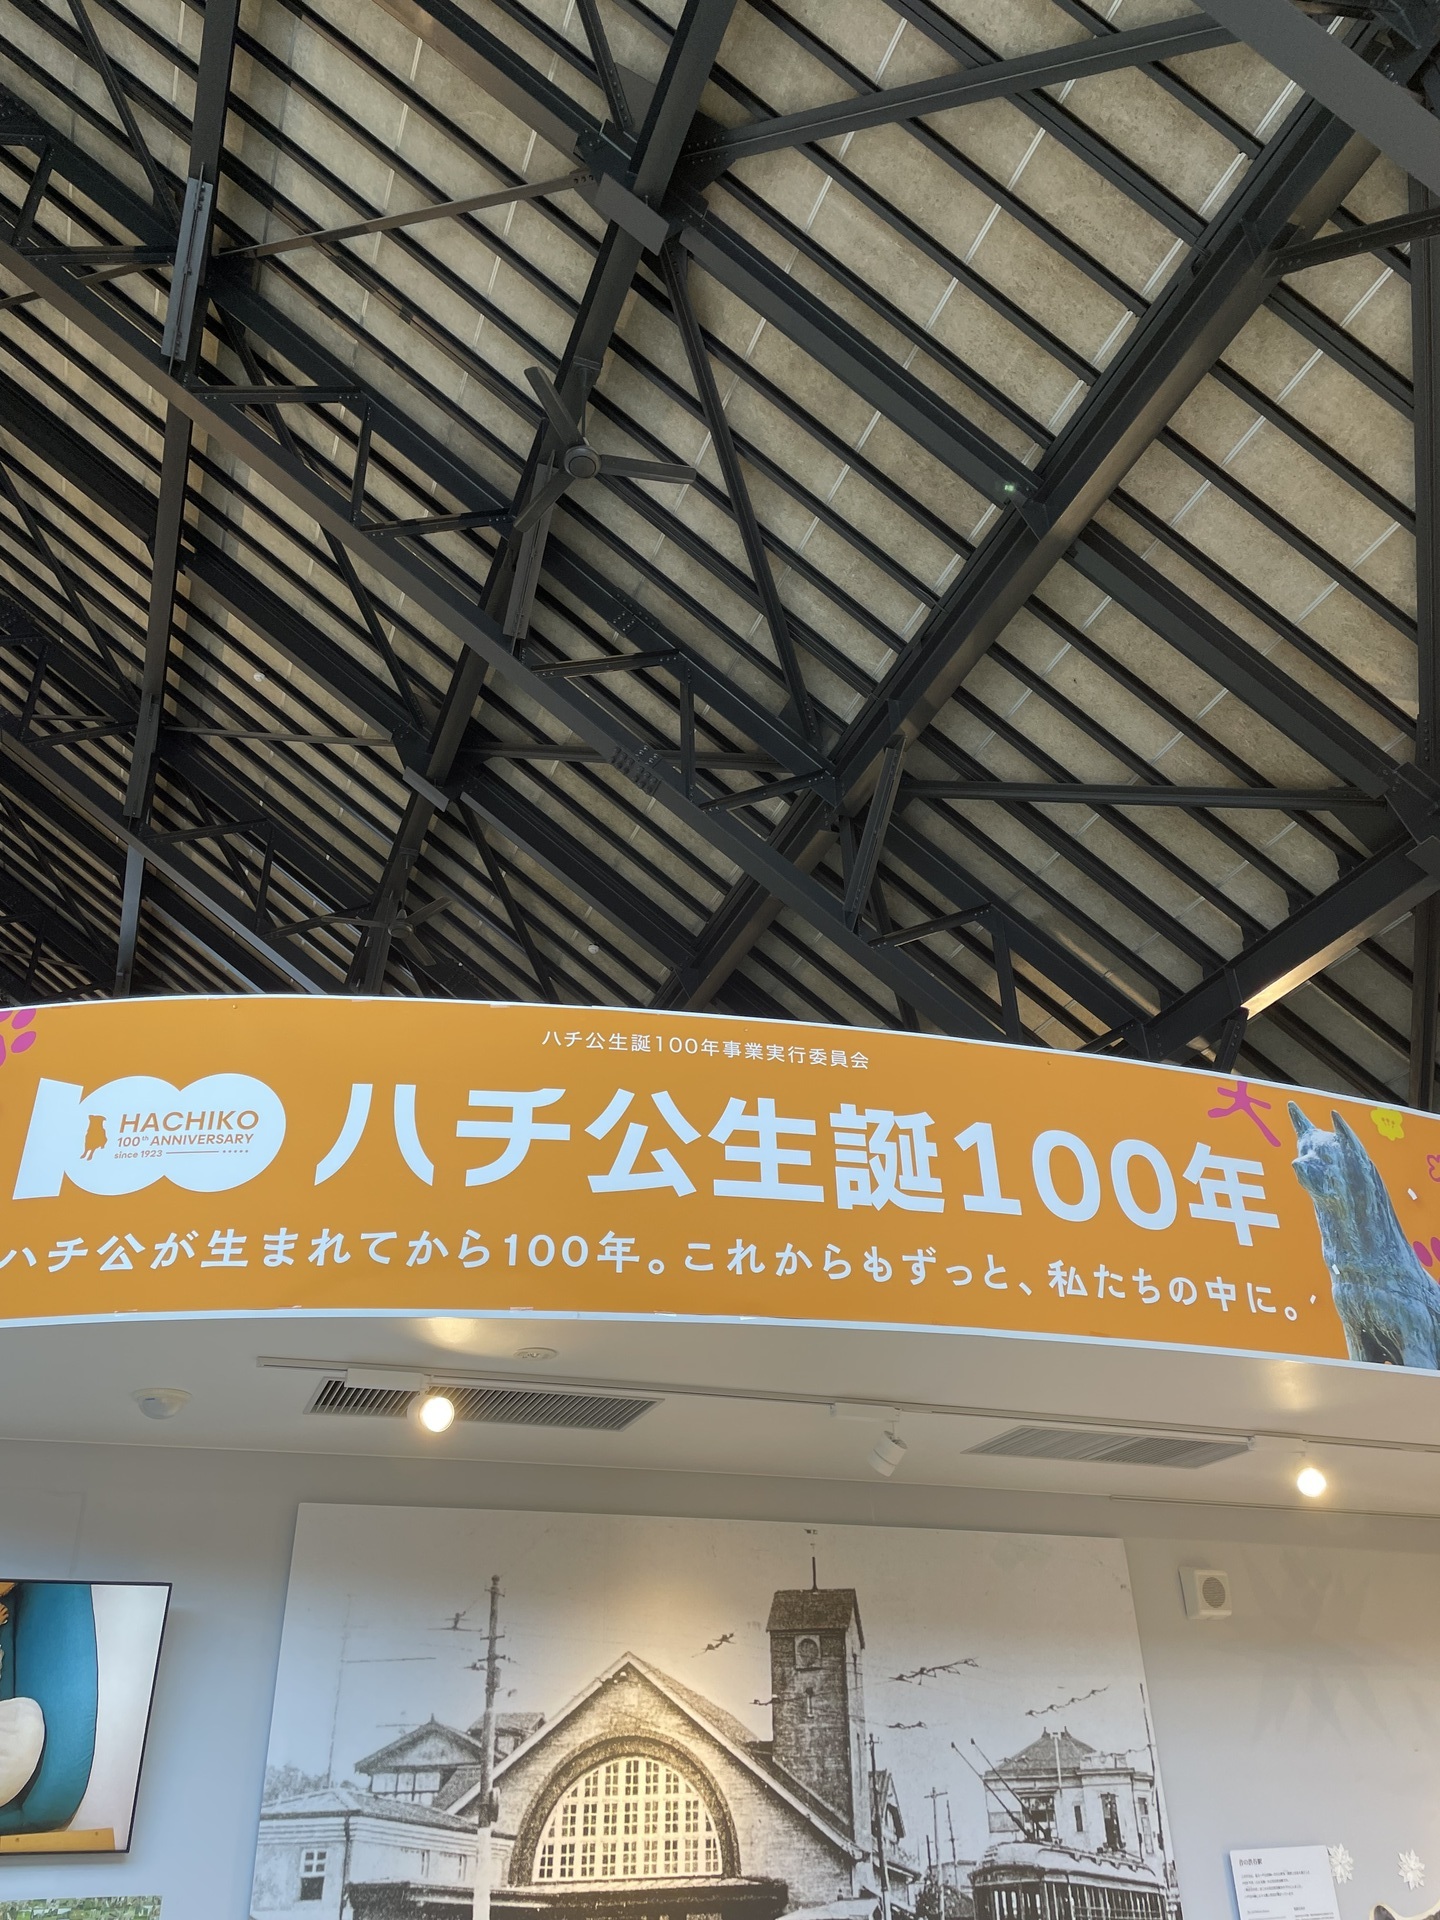 ハチ公生誕100年事業実行委員会
HACHIKO
100th ANNIVERSARY
since 1923
ハチ公生誕100年
ハチ公が生まれてから100年。これからもずっと、私たちの中に。